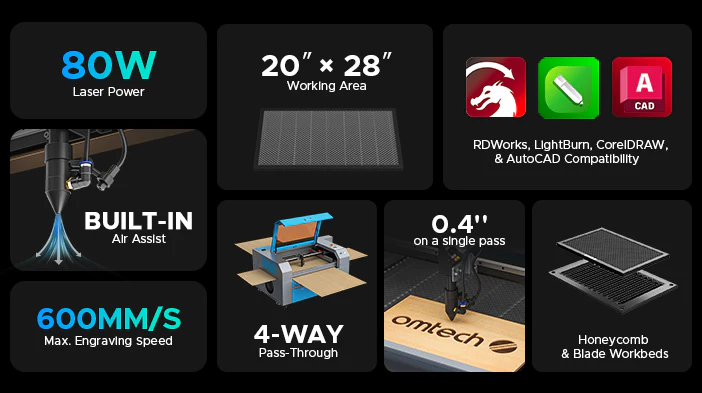 80W
Laser Power
20″ × 28″
Working Area
RDWorks, LightBurn, CorelDRAW,
& AutoCAD Compatibility
A
CAD
BUILT-IN
Air Assist
600MM/S
Max. Engraving Speed
4-WAY
Pass-Through
0.4''
on a single pass
omtech
Honeycomb
& Blade Workbeds